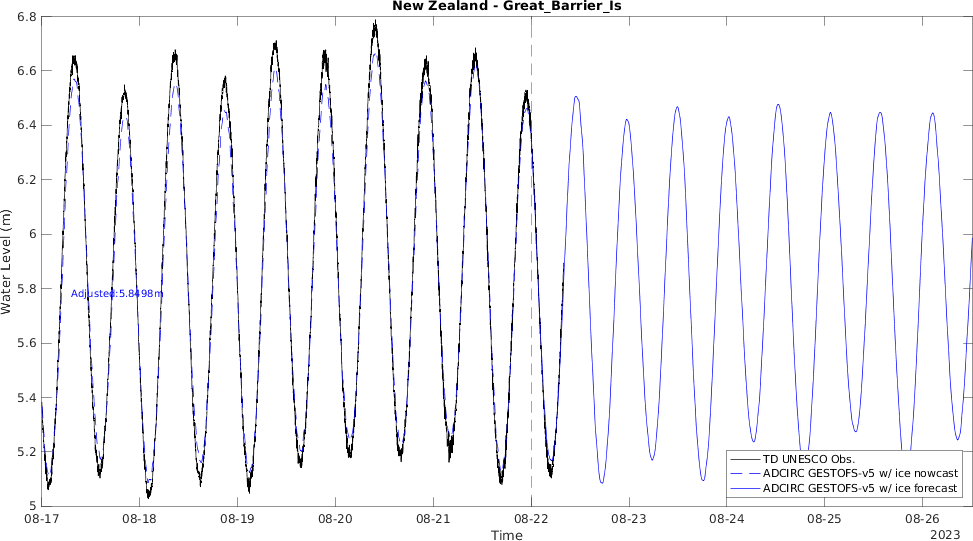 New Zealand - Great_Barrier_Is
6.8
6.6
6.4
6.2
6
5.8
5.6
5.4
5.2
5
Water Level (m)
Adjusted:5.8498m
TD UNESCO Obs.
ADCIRC GESTOFS-v5 w/ ice nowcast
ADCIRC GESTOFS-v5 w/ ice forecast
08-17 08-18 08-19 08-20 08-21 08-22 08-23 08-24 08-25 08-26
Time
2023